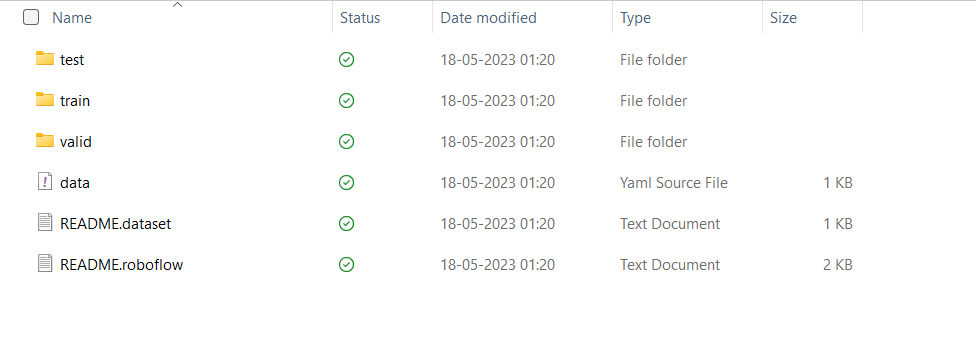 Name Status Date modified Type Size
test 18-05-2023 01:20 File folder
train 18-05-2023 01:20 File folder
valid 18-05-2023 01:20 File folder
data 18-05-2023 01:20 Yaml Source File 1 KB
README.dataset 18-05-2023 01:20 Text Document 1 KB
README.roboflow 18-05-2023 01:20 Text Document 2 KB